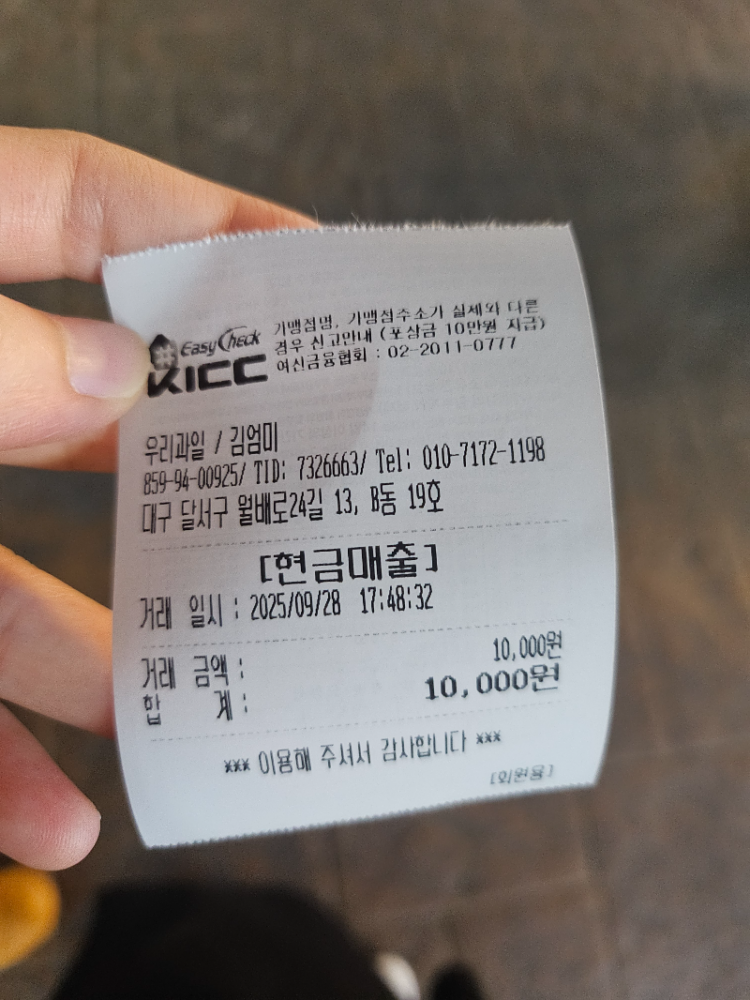 가맹점명, 가맹점주소가 실제와 다른
EasyCheck 경우 신고안내 (포상금 10만원 지급)
KICC 여신금융협회 : 02-2011-0777
우리과일 / 김엄미
859-94-00925/ TID: 7326663/ Tel: 010-7172-1198
대구 달서구 월배로24길 13, B동 19호
[현금매출]
거래 일시 : 2025/09/28 17:48:32
거래 금액 : 10,000원
합 계 : 10,000원
*** 이용해 주셔서 감사합니다 ***
[회원용]